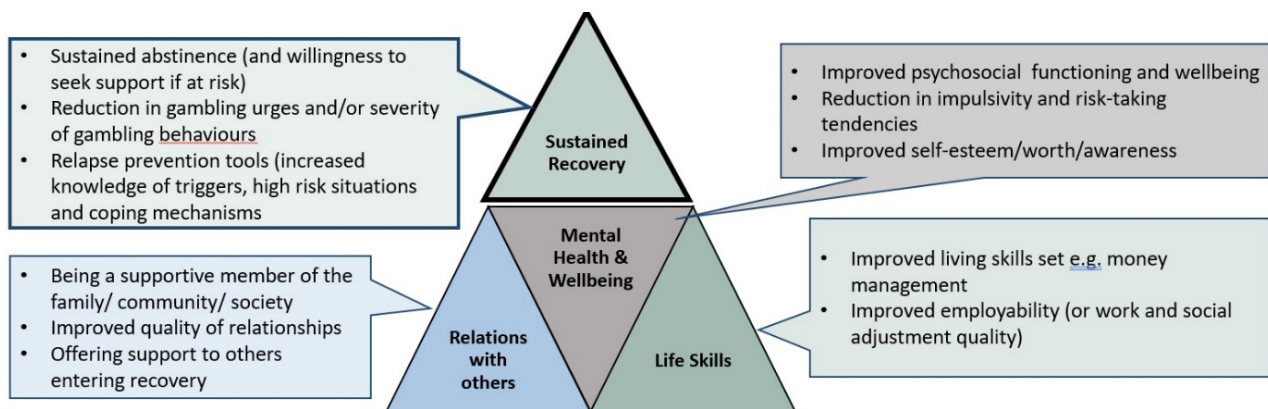 • Sustained abstinence (and willingness to
seek support if at risk)
• Reduction in gambling urges and/or severity
of gambling behaviours
• Relapse prevention tools (increased
knowledge of triggers, high risk situations
and coping mechanisms
Sustained
Recovery
• Improved psychosocial functioning and wellbeing
• Reduction in impulsivity and risk-taking
tendencies
• Improved self-esteem/worth/awareness
Mental
Health &
Wellbeing
• Being a supportive member of the
family/ community/ society
• Improved quality of relationships
• Offering support to others
entering recovery
Relations
with
others
Life Skills
• Improved living skills set e.g. money
management
• Improved employability (or work and social
adjustment quality)